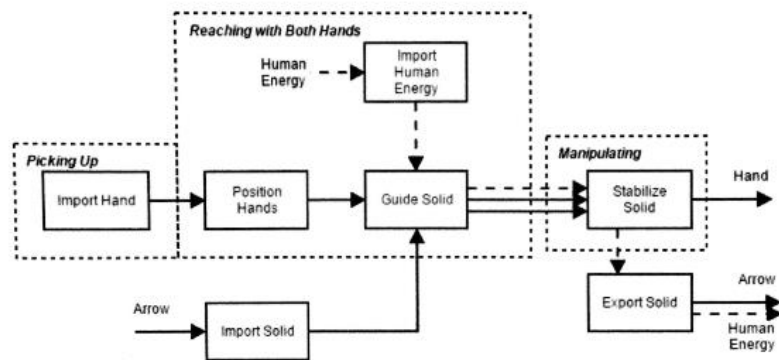 Reaching with Both Hands
Human
Energy
Import
Human
Energy
Picking Up
Import Hand
Position
Hands
Guide Solid
Manipulating
Stabilize
Solid
Hand
Arrow
Import Solid
Export Solid
Arrow
Human
Energy